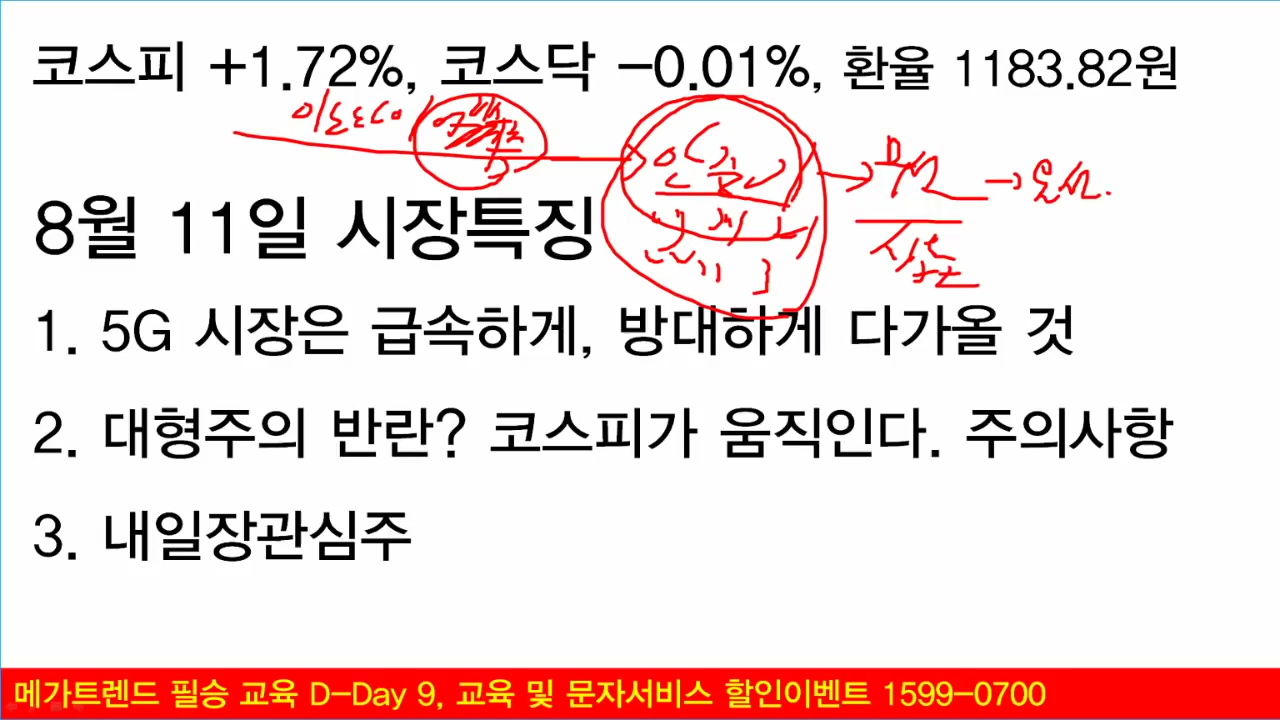 코스피 +1.72%, 코스닥 -0.01%, 환율 1183.82원
8월 11일 시장특징
1. 5G 시장은 급속하게, 방대하게 다가올 것
2. 대형주의 반란? 코스피가 움직인다. 주의사항
3. 내일장관심주
메가트렌드 필승 교육 D-Day 9, 교육 및 문자서비스 할인이벤트 1599-0700